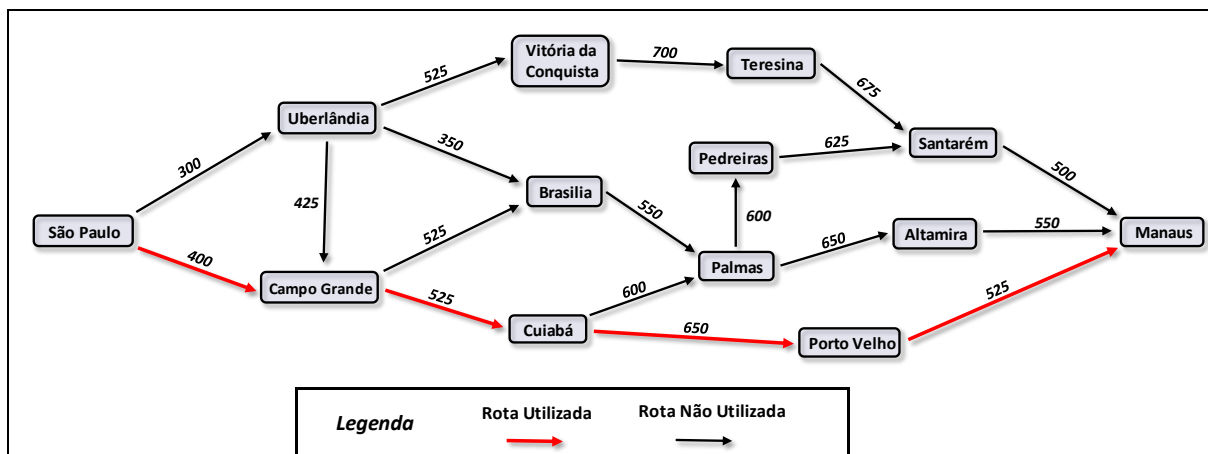 Vitória da
Conquista
700
Teresina
525
675
Uberlândia
350
Pedreiras
625
Santarém
300
500
Brasilia
425
550
600
São Paulo
525
650
Altamira
550
Manaus
400
Palmas
Campo Grande
600
525
525
Cuiabá
650
Porto Velho
Legenda
Rota Utilizada
Rota Não Utilizada